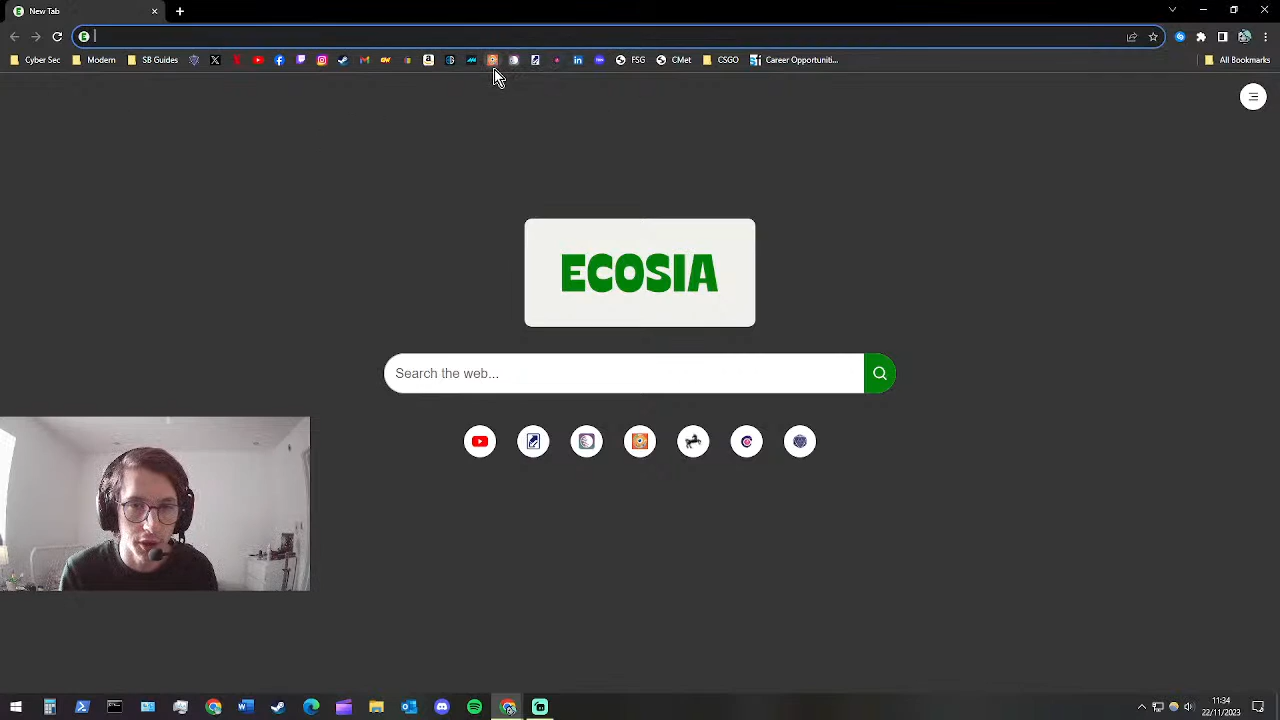 New Tab
Cyber Sec Modern SB Guides FSG CMet CSGO Career Opportuniti... All Bookmarks
ECOSIA
Search the web...
11:34
22/11/2023